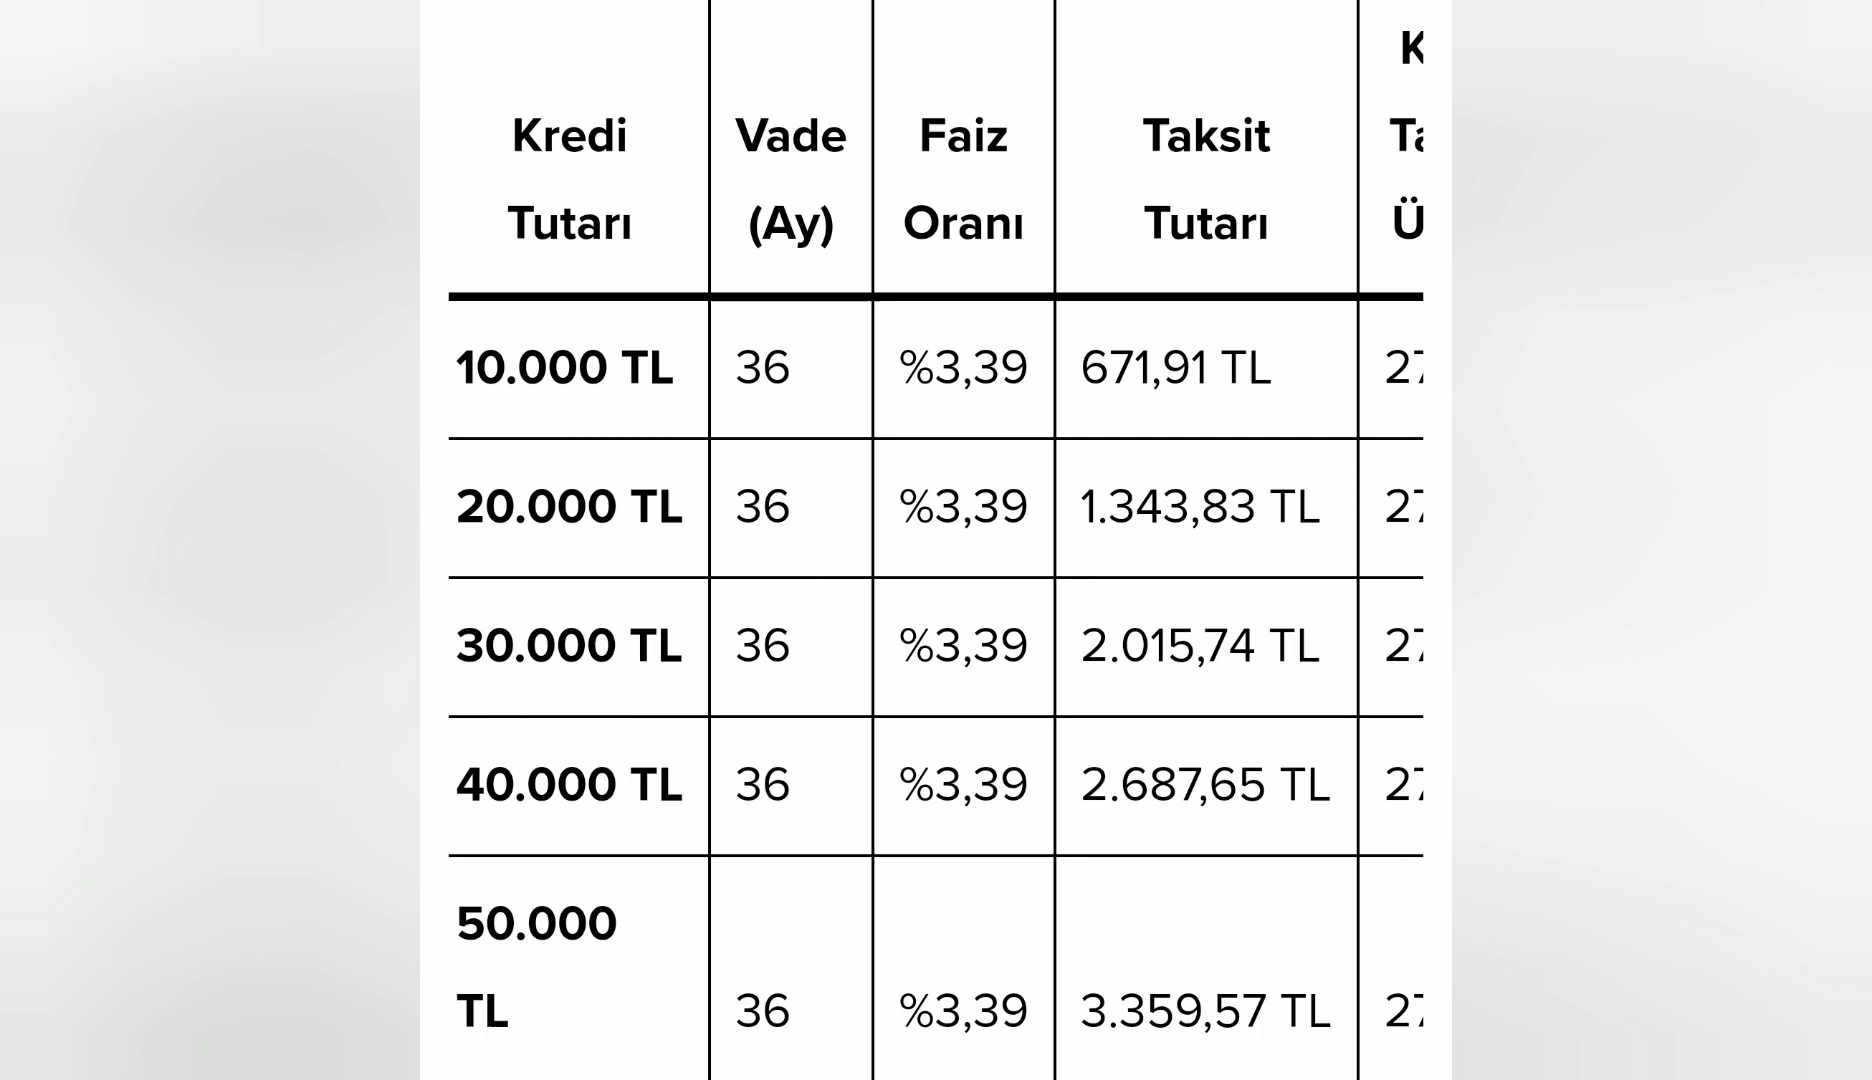 Kredi Tutarı Vade (Ay) Faiz Oranı Taksit Tutarı
10.000 TL 36 %3,39 671,91 TL
20.000 TL 36 %3,39 1.343,83 TL
30.000 TL 36 %3,39 2.015,74 TL
40.000 TL 36 %3,39 2.687,65 TL
50.000
TL 36 %3,39 3.359,57 TL